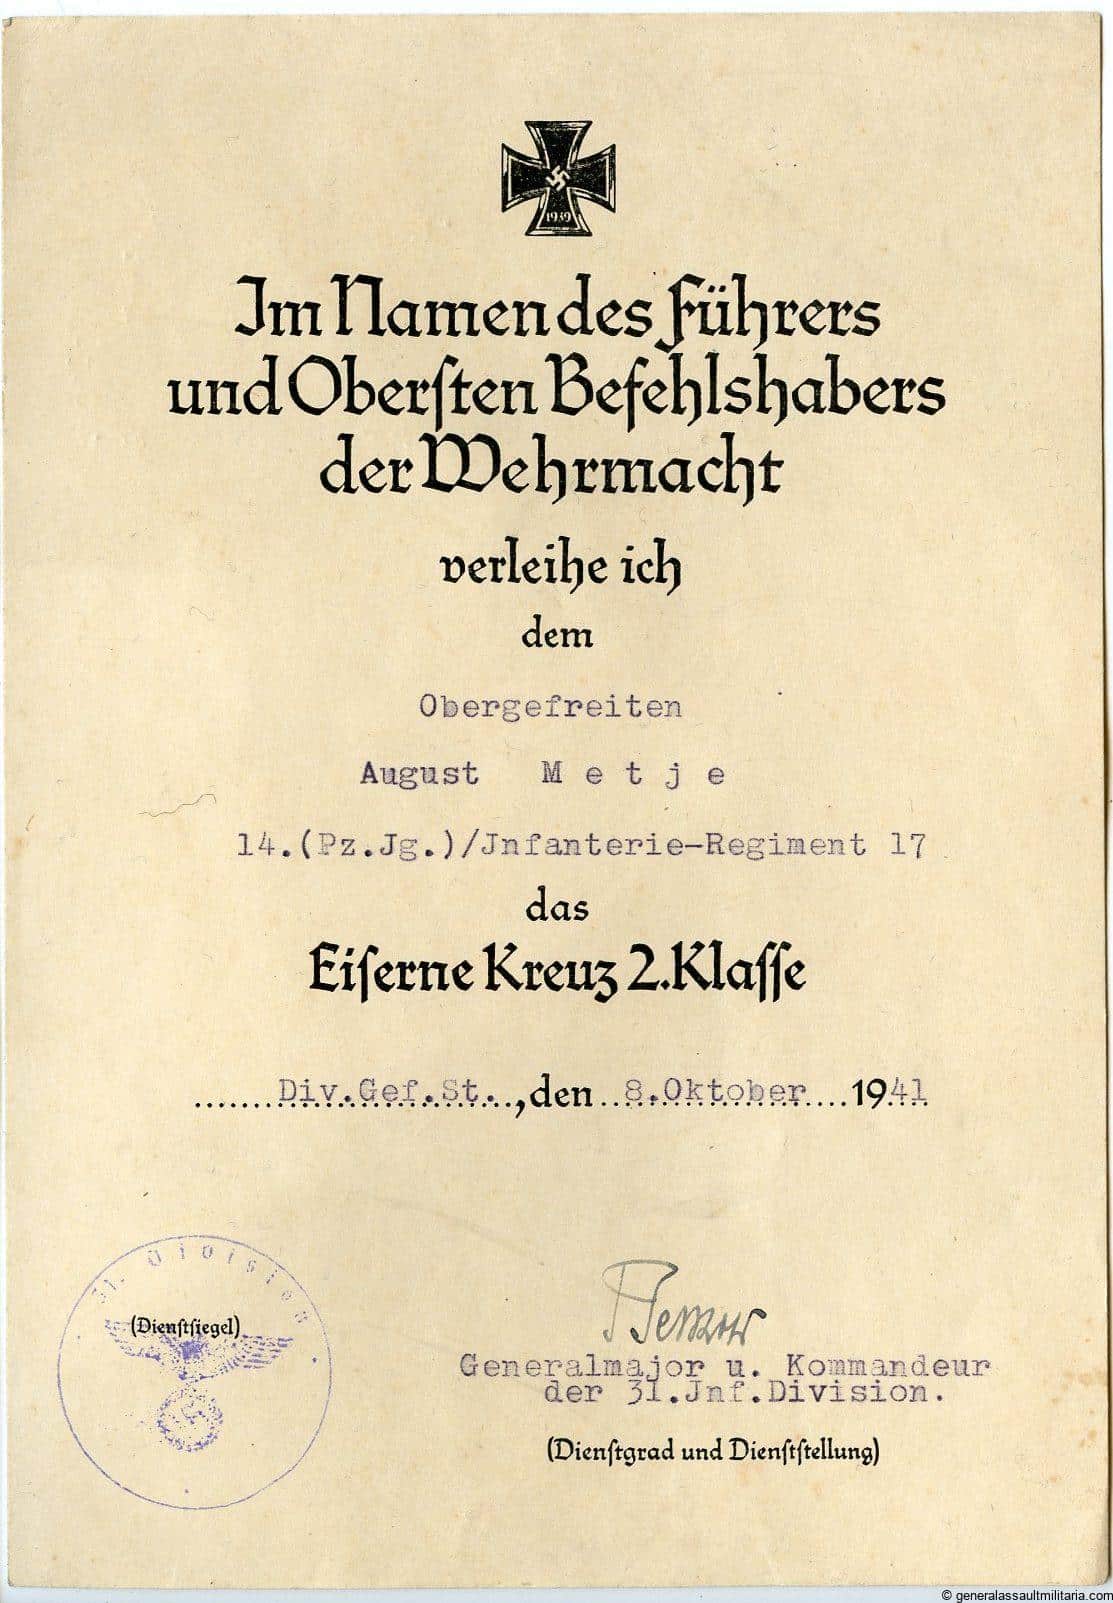 1939
Im Namen des Führers
und Oberſten Befehlshabers
der Wehrmacht
verleihe ich
dem
Obergefreiten
August M e t j e
14.(Pz.Jg.)/Jnfanterie-Regiment 17
das
Eiſerne Kreuz 2.Klaſſe
Div.Gef.St.,den 8.Oktober 1941
31. Division
(Dienſtſiegel)
Generalmajor u. Kommandeur
der 31.Jnf.Division.
(Dienſtgrad und Dienſtſtellung)
© generalassaultmilitaria.com